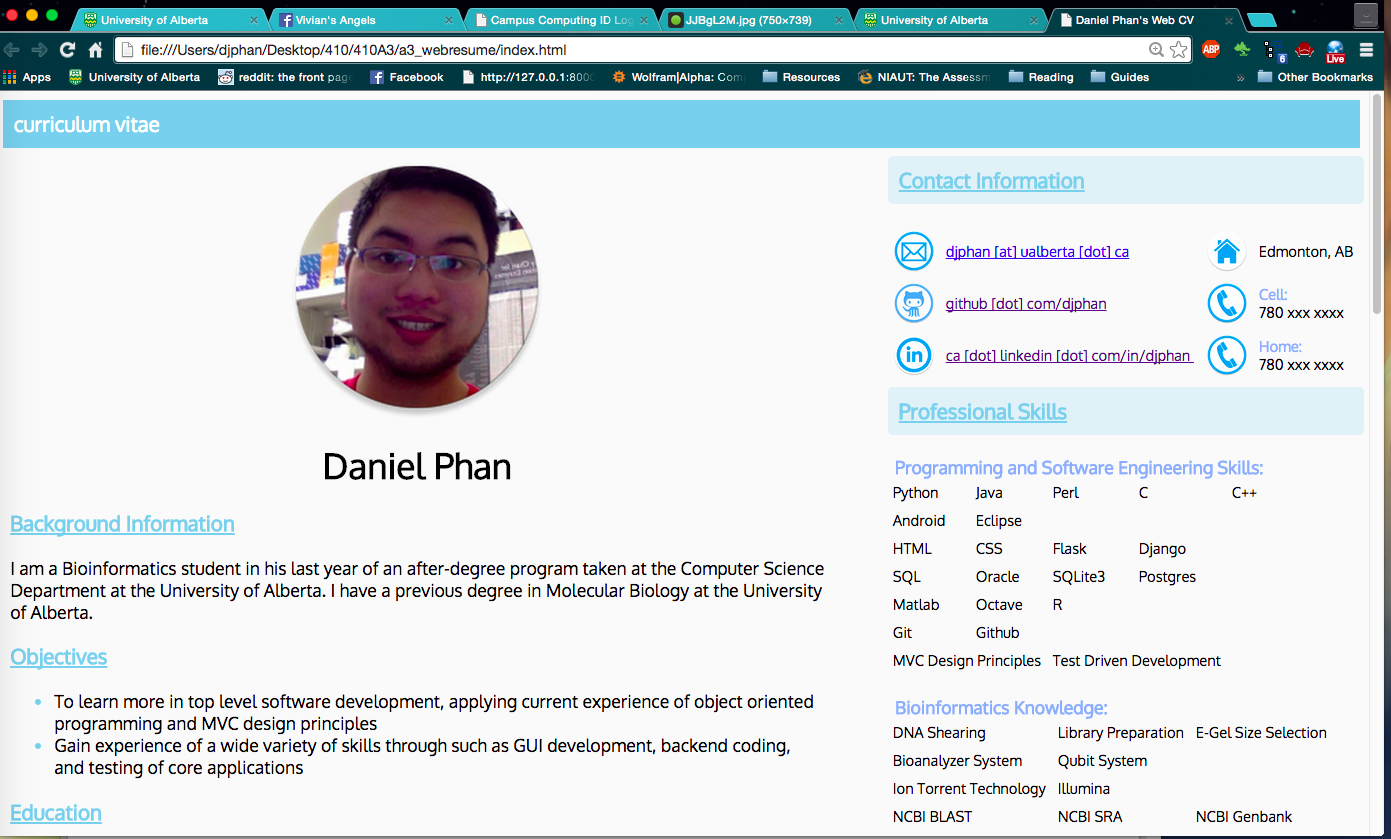 University of Alberta
Vivian's Angels
Campus Computing ID Log
JJBgL2M.jpg (750×739)
University of Alberta
Daniel Phan's Web CV
file:///Users/djphan/Desktop/410/410A3/a3_webresume/index.html
ABP
6
Live
Apps
University of Alberta
reddit: the front page
Facebook
http://127.0.0.1:8000
Wolfram|Alpha: Com
Resources
NIAUT: The Assessm
Reading
Guides
»
Other Bookmarks
curriculum vitae
Daniel Phan
Background Information
I am a Bioinformatics student in his last year of an after-degree program taken at the Computer Science
Department at the University of Alberta. I have a previous degree in Molecular Biology at the University
of Alberta.
Objectives
• To learn more in top level software development, applying current experience of object oriented
programming and MVC design principles
• Gain experience of a wide variety of skills through such as GUI development, backend coding,
and testing of core applications
Education
Contact Information
djphan [at] ualberta [dot] ca
Edmonton, AB
github [dot] com/djphan
Cell:
780 xxx xxxx
in
ca [dot] linkedin [dot] com/in/djphan
Home:
780 xxx xxxx
Professional Skills
Programming and Software Engineering Skills:
Python Java Perl C C++
Android Eclipse
HTML CSS Flask Django
SQL Oracle SQLite3 Postgres
Matlab Octave R
Git Github
MVC Design Principles Test Driven Development
Bioinformatics Knowledge:
DNA Shearing Library Preparation E-Gel Size Selection
Bioanalyzer System Qubit System
Ion Torrent Technology Illumina
NCBI BLAST NCBI SRA NCBI Genbank